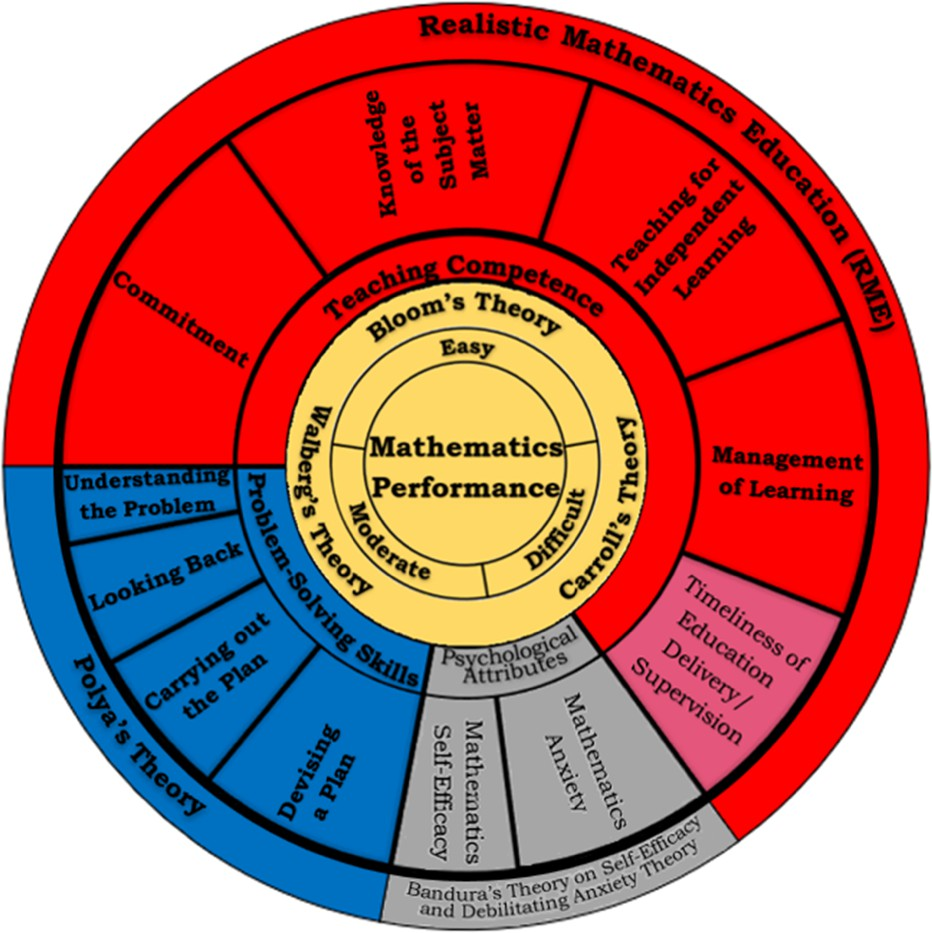 Realistic Mathematics Education (RME)
Knowledge
of the
Subject
Matter
Teaching for
Independent
Learning
Commitment
Teaching Competence
Bloom's Theory
Easy
Mathematics
Performance
Walberg's Theory
Carroll's Theory
Moderate
Difficult
Management
of Learning
Timeliness of
Education
Delivery/
Supervision
Understanding
the Problem
Looking Back
Carrying out
the Plan
Devising
a Plan
Problem-Solving Skills
Polya's Theory
Psychological
Attributes
Mathematics
Self-Efficacy
Mathematics
Anxiety
Bandura's Theory on Self-Efficacy
and Debilitating Anxiety Theory